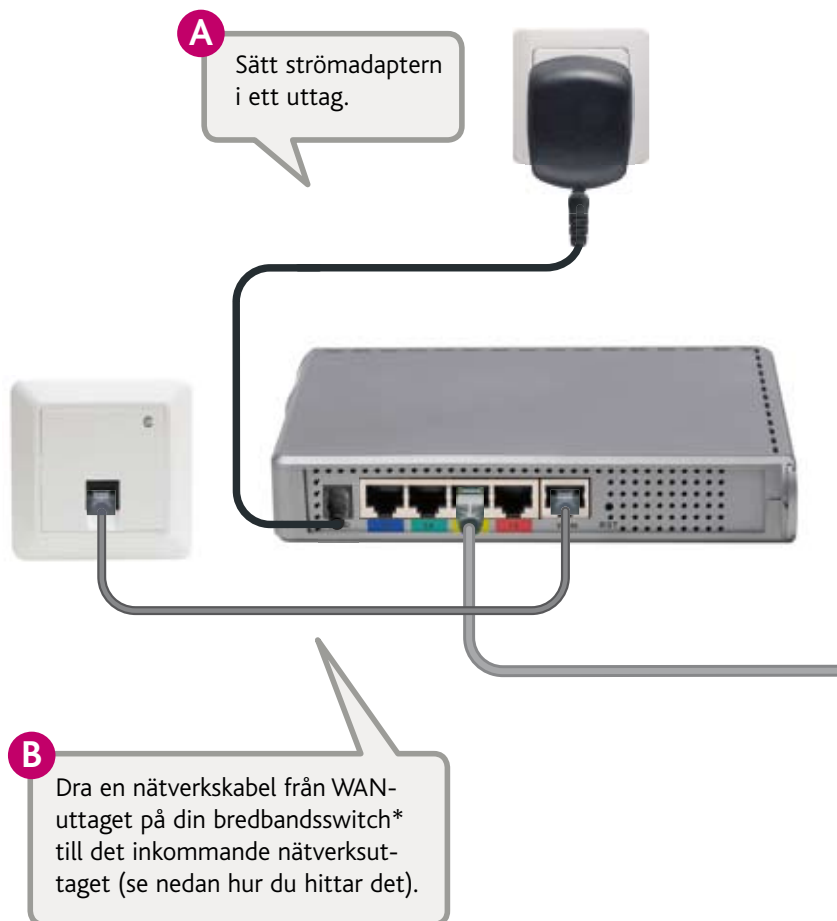 A
Sätt strömadaptern
i ett uttag.
RST
B
Dra en nätverkskabel från WAN-
uttaget på din bredbandsswitch*
till det inkommande nätverksut-
taget (se nedan hur du hittar det).